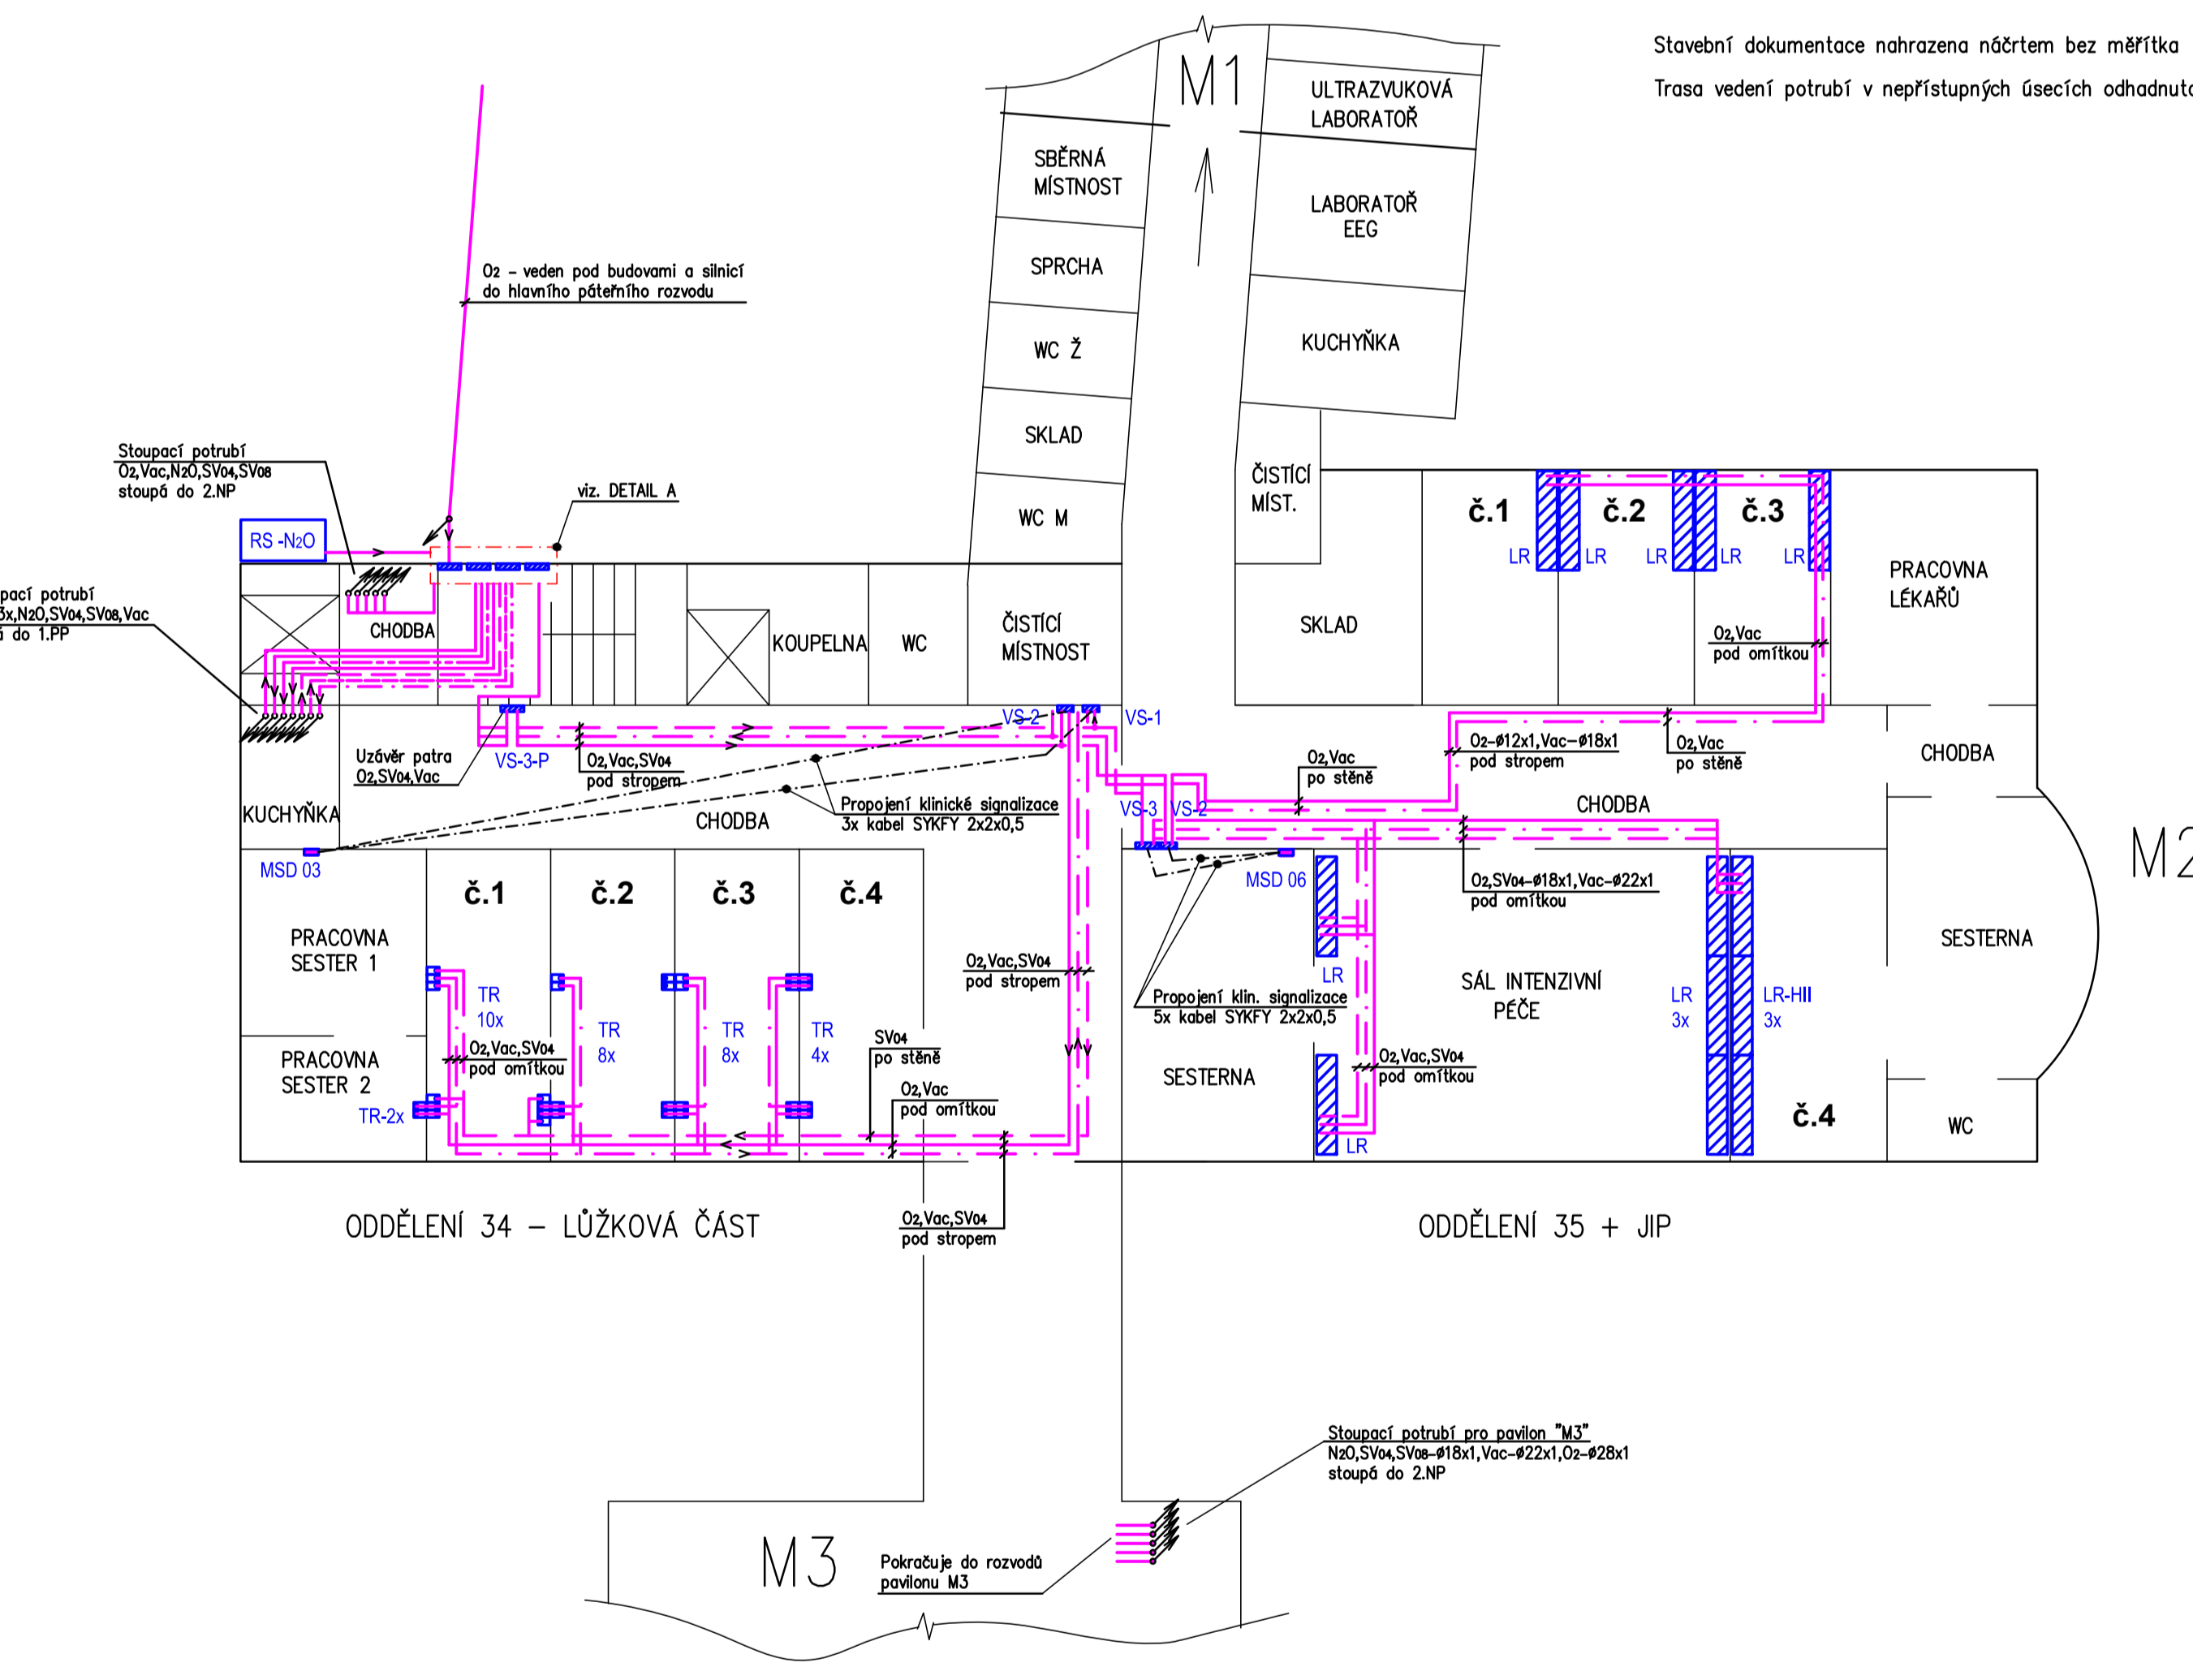 Stavební dokumentace nahrazena náčrtem bez měřítka
Trasa vedení potrubí v nepřístupných úsecích
M1
ULTRAZVUKOVÁ
LABORATOŘ
SBĚRNÁ
MÍSTNOST
LABORATOŘ
EEG
SPRCHA
O2 – veden pod budovami a silnicí
do hlavního páteřního rozvodu
WC Ž
KUCHYŇKA
SKLAD
Stoupací potrubí
O2,Vac,N2O,SV04,SV08
stoupá do 2.NP
viz. DETAIL A
WC M
ČISTÍCÍ
MÍST.
č.1
č.2
č.3
LR
LR
LR
LR
LR
RS -N2O
PRACOVNA
LÉKAŘŮ
potrubí
3x,N2O,SV04,SV08,Vac
do 1.PP
CHODBA
KOUPELNA
WC
ČISTÍCÍ
MÍSTNOST
SKLAD
O2,Vac
pod omítkou
VS-2
VS-1
Uzávěr patra
O2,SV04,Vac
VS-3-P
O2,Vac,SV04
pod stropem
O2,Vac
po stěně
O2-ø12x1,Vac-ø18x1
pod stropem
O2,Vac
po stěně
CHODBA
KUCHYŇKA
CHODBA
Propojení klinické signalizace
3x kabel SYKFY 2x2x0,5
VS-3
VS-2
CHODBA
M2
MSD 03
MSD 06
O2,SV04-ø18x1,Vac-ø22x1
pod omítkou
č.1
č.2
č.3
č.4
PRACOVNA
SESTER 1
O2,Vac,SV04
pod stropem
LR
SÁL INTENZIVNÍ
PÉČE
LR
3x
LR-HII
3x
SESTERNA
TR
10x
Propojení klin. signalizace
5x kabel SYKFY 2x2x0,5
TR
8x
TR
8x
TR
4x
SV04
po stěně
O2,Vac,SV04
pod omítkou
PRACOVNA
SESTER 2
SESTERNA
O2,Vac,SV04
pod omítkou
TR-2x
O2,Vac
pod omítkou
LR
č.4
WC
ODDĚLENÍ 34 – LŮŽKOVÁ ČÁST
O2,Vac,SV04
pod stropem
ODDĚLENÍ 35 + JIP
Stoupací potrubí pro pavilon "M3"
N2O,SV04,SV08-ø18x1,Vac-ø22x1,O2-ø28x1
stoupá do 2.NP
M3
Pokračuje do rozvodů
pavilonu M3